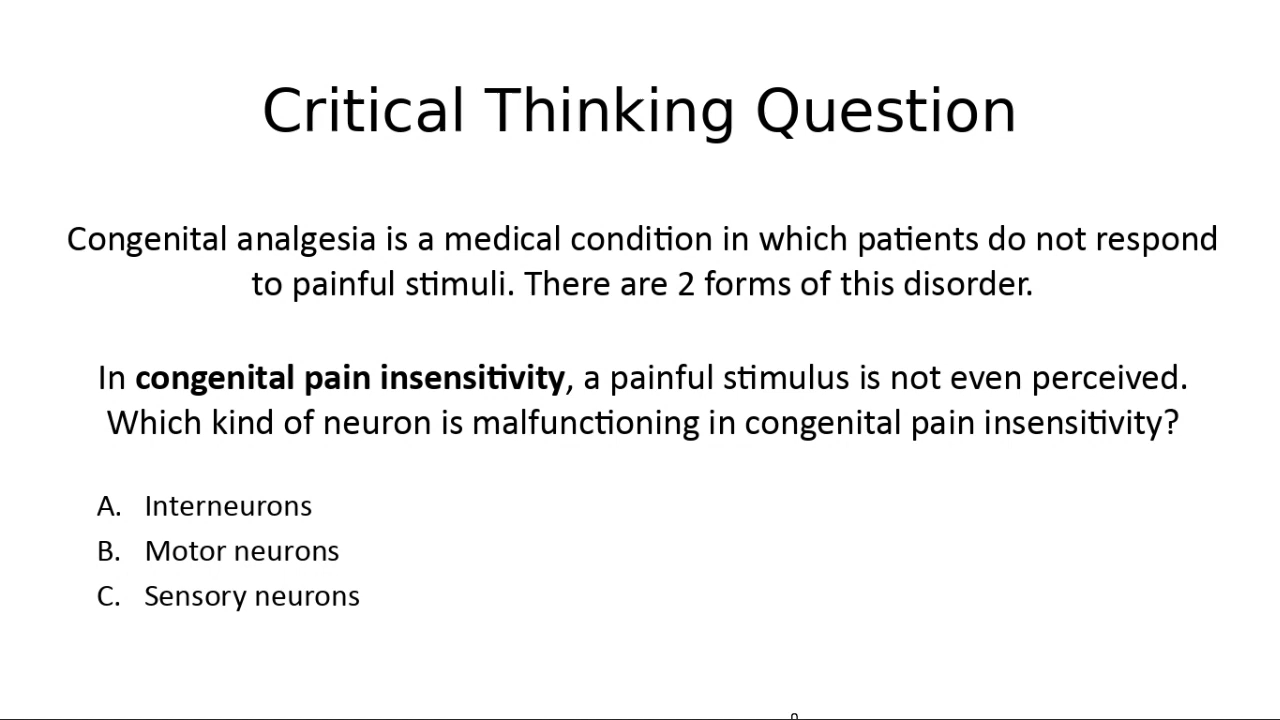 Critical Thinking Question
Congenital analgesia is a medical condition in which patients do not respond
to painful stimuli. There are 2 forms of this disorder.
In congenital pain insensitivity, a painful stimulus is not even perceived.
Which kind of neuron is malfunctioning in congenital pain insensitivity?
A. Interneurons
B. Motor neurons
C. Sensory neurons